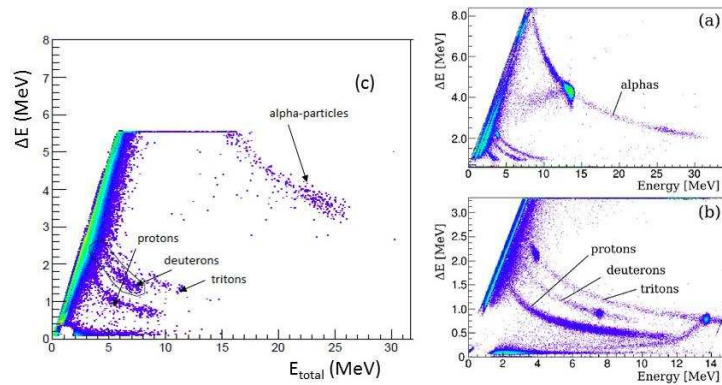 8
7
6
5
4
3
2
1
0
ΔE (MeV)
(c)
alpha-particles
protons
deuterons
tritons
0 5 10 15 20 25 30
E_total (MeV)
(a)
8.0
6.0
4.0
2.0
ΔE [MeV]
alphas
0 5 10 15 20 25 30
Energy [MeV]
(b)
3.0
2.5
2.0
1.5
1.0
0.5
0.0
ΔE [MeV]
protons
deuterons
tritons
0 2 4 6 8 10 12 14
Energy [MeV]